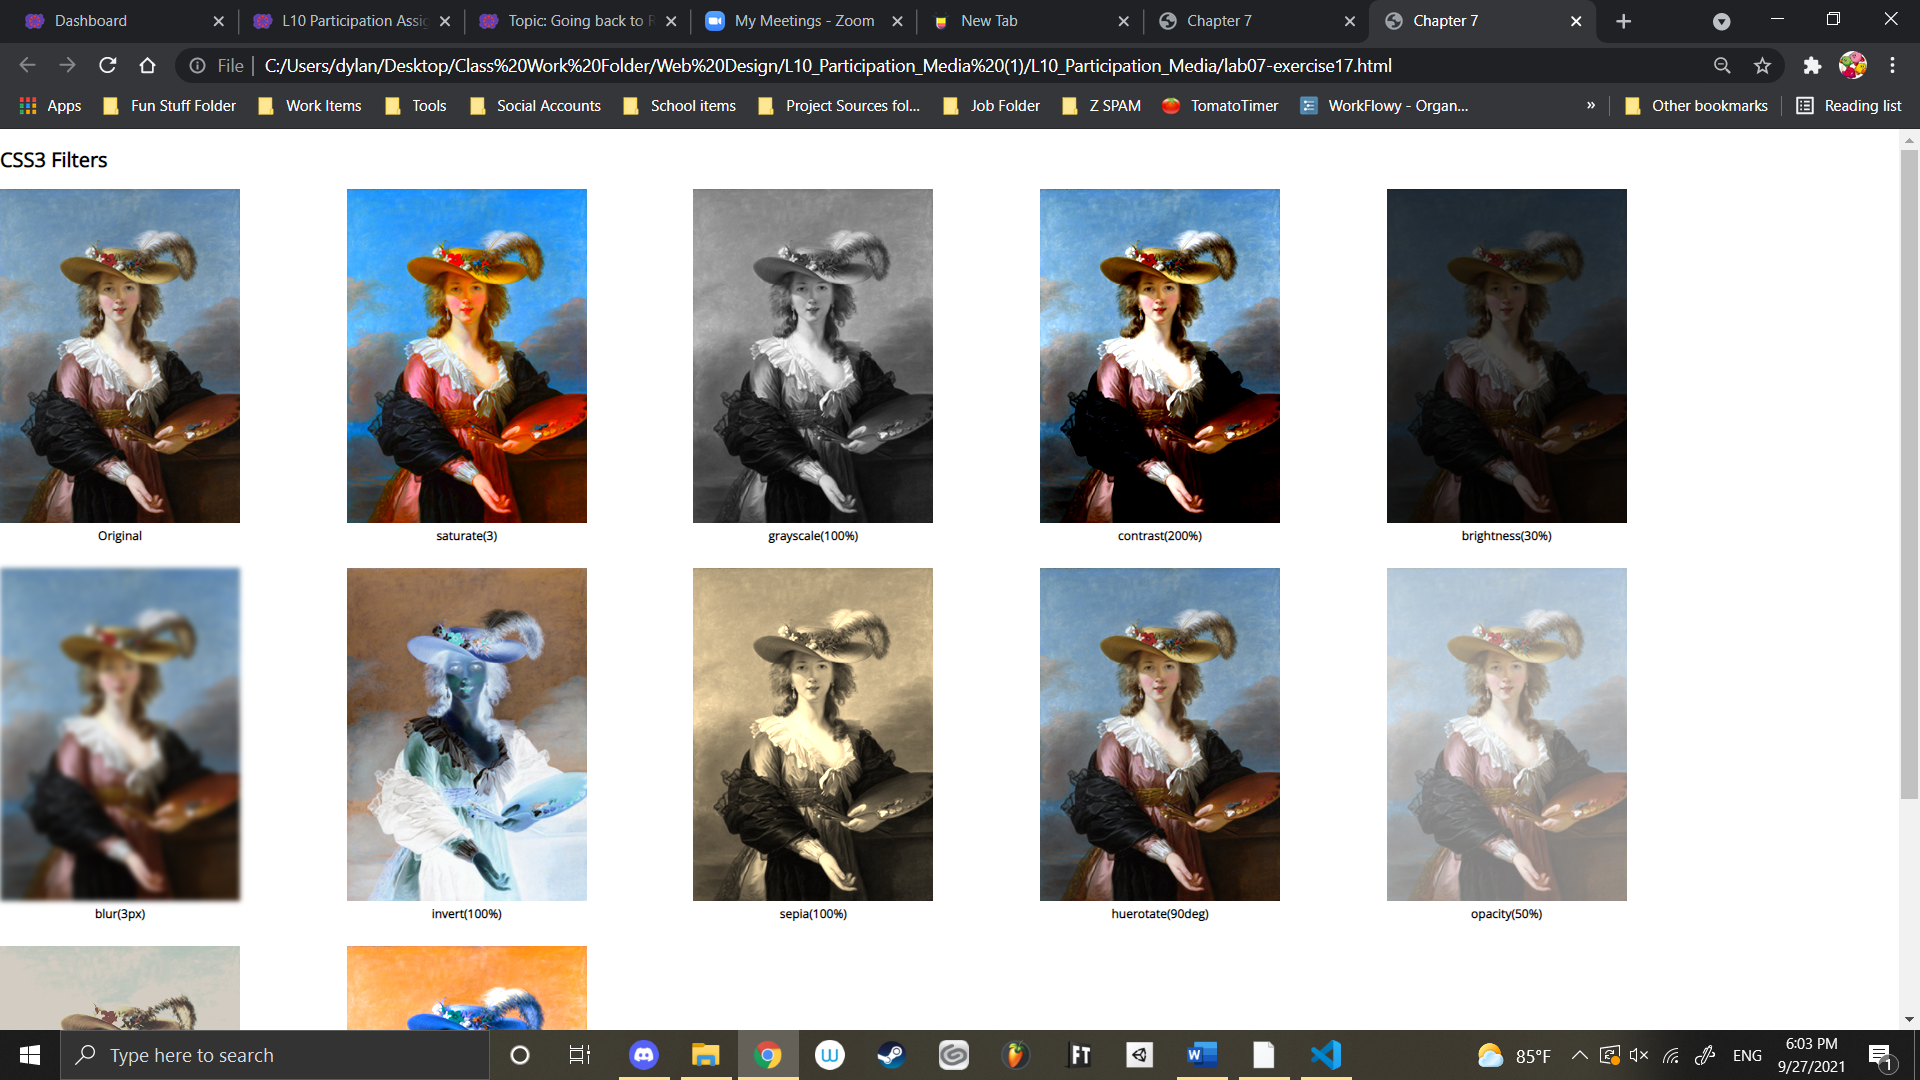 Dashboard
L10 Participation Assig
Topic: Going back to R
My Meetings - Zoom
New Tab
Chapter 7
Chapter 7
File
C:/Users/dylan/Desktop/Class%20Work%20Folder/Web%20Design/L10_Participation_Media%20(1)/L10_Participation_Media/lab07-exercise17.html
Apps
Fun Stuff Folder
Work Items
Tools
Social Accounts
School items
Project Sources fol...
Job Folder
Z SPAM
TomatoTimer
WorkFlowy - Organ...
»
Other bookmarks
Reading list
CSS3 Filters
Original
saturate(3)
grayscale(100%)
contrast(200%)
brightness(30%)
blur(3px)
invert(100%)
sepia(100%)
huerotate(90deg)
opacity(50%)
Type here to search
W
FT
W
85°F
ENG
6:03 PM
9/27/2021
1